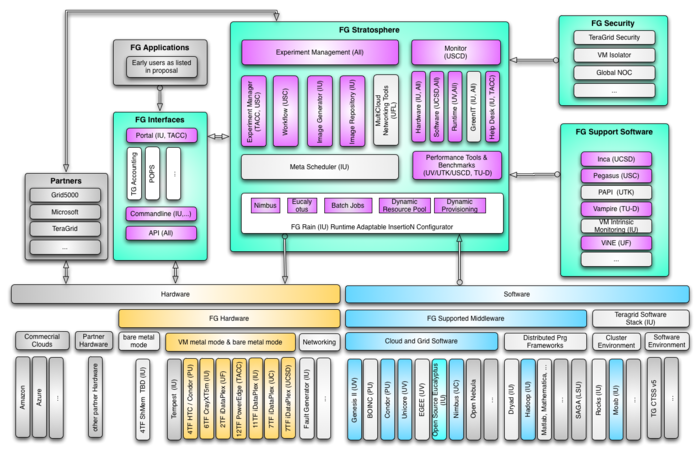 FG Stratosphere
Experiment Management (All)
Monitor
(USCD)
Experiment Manager
(TACC, USC)
Workflow (USC)
Image Generator (IU)
Image Repository (IU)
MultiCloud
Networking Tools
(UFL)
Hardware (IU, All)
Software (UCSD,All)
Runtime (UV,All)
GreenIT (IU, All)
Help Desk (IU, TACC)
Meta Scheduler (IU)
Performance Tools &
Benchmarks
(UV/UTK/USCD, TU-D)
Nimbus
Eucaly
otus
Batch Jobs
Dynamic
Resource Pool
Dynamic
Provisioning
FG Rain (IU) Runtime Adaptable InsertioN Configurator
FG Applications
Early users as listed
in proposal
FG Interfaces
Portal (IU, TACC)
TG Accounting
POPS
...
Commandline (IU,...)
API (All)
Partners
Grid5000
Microsoft
TeraGrid
...
FG Security
TeraGrid Security
VM Isolator
Global NOC
...
FG Support Software
Inca (UCSD)
Pegasus (USC)
PAPI (UTK)
Vampire (TU-D)
VM Intrinsic
Monitoring (IU)
ViNE (UF)
...
Hardware
Software
FG Hardware
FG Supported Middleware
Teragrid Software
Stack (IU)
Commecrial
Clouds
Partner
Hardware
bare metal
mode
VM metal mode & bare metal mode
Networking
Cloud and Grid Software
Distributed Prg
Frameworks
Cluster
Environment
Software
Environment
Amazon
Azure
...
other partner Hardware
4TF ShMem TBD (IU)
Tempest (IU)
4TF HTC / Condor (PU)
6TF CrayXT5m (IU)
2TF iDataPlex (UF)
12TF PowerEdge (TACC)
11TF iDataPlex (IU)
7TF iDataPlex (UC)
7TF iDataPlex (UCSD)
Fault Generator (IU)
...
Genesis II (UV)
BOINC (PU)
Condor (PU)
Unicore (UV)
EGEE (UV)
Open Source Eucalyptus
(IU)
Nimbus (UC)
Open Nebula
...
Dryad (IU)
Hadoop (IU)
Matlab, Mathematica, ...
...
SAGA (LSU)
Rocks (IU)
Moab (IU)
...
TG CTSS v5
...